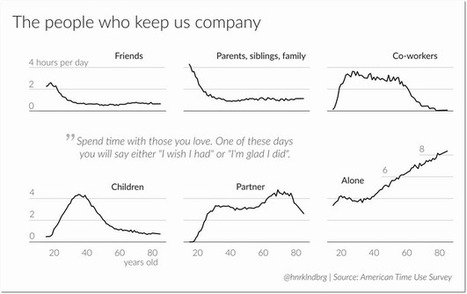 The people who keep us company
Friends
Parents, siblings, family
Co-workers
4 hours per day
2
0
” Spend time with those you love. One of these days
you will say either "I wish I had" or "I'm glad I did".
Children
Partner
Alone
8
6
4
2
0
20 40 60 80
20 40 60 80
20 40 60 80
years old
@hnrklndbrg | Source: American Time Use Survey